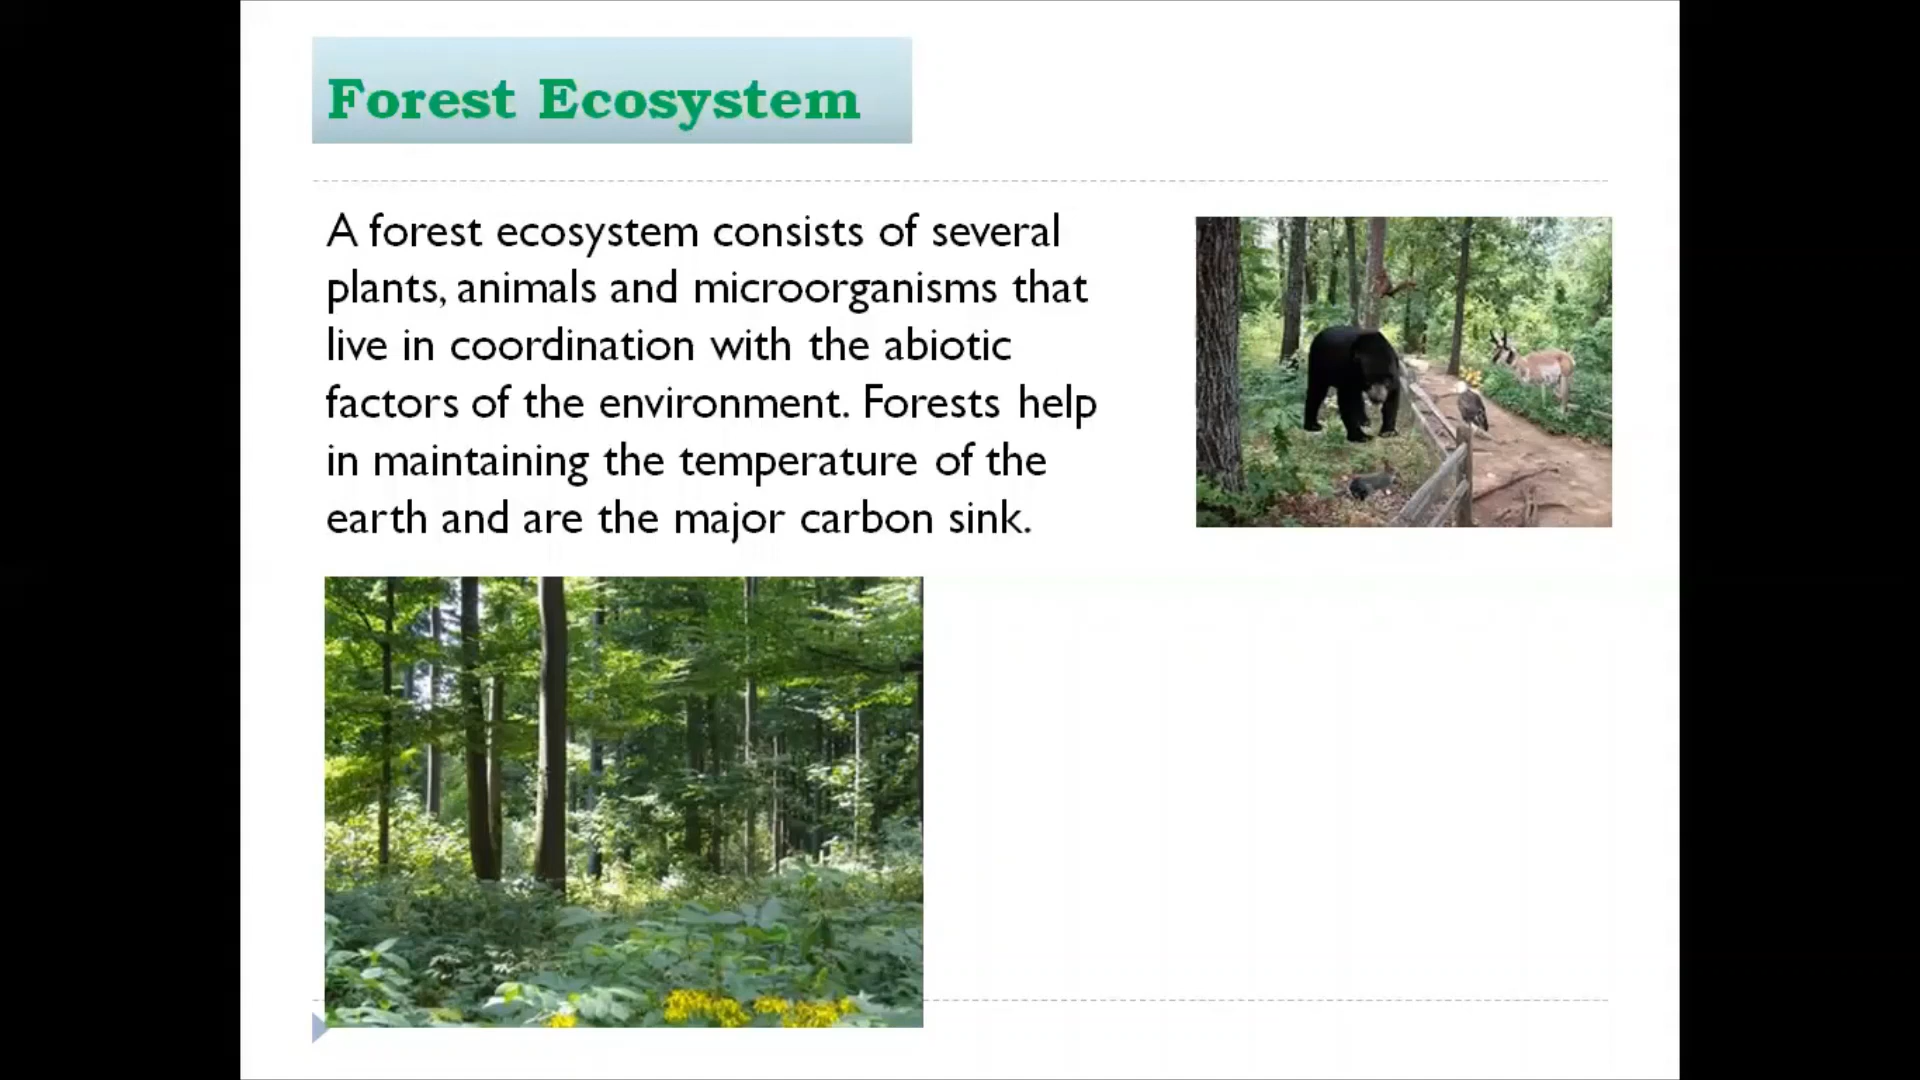 Forest Ecosystem
A forest ecosystem consists of several
plants, animals and microorganisms that
live in coordination with the abiotic
factors of the environment. Forests help
in maintaining the temperature of the
earth and are the major carbon sink.